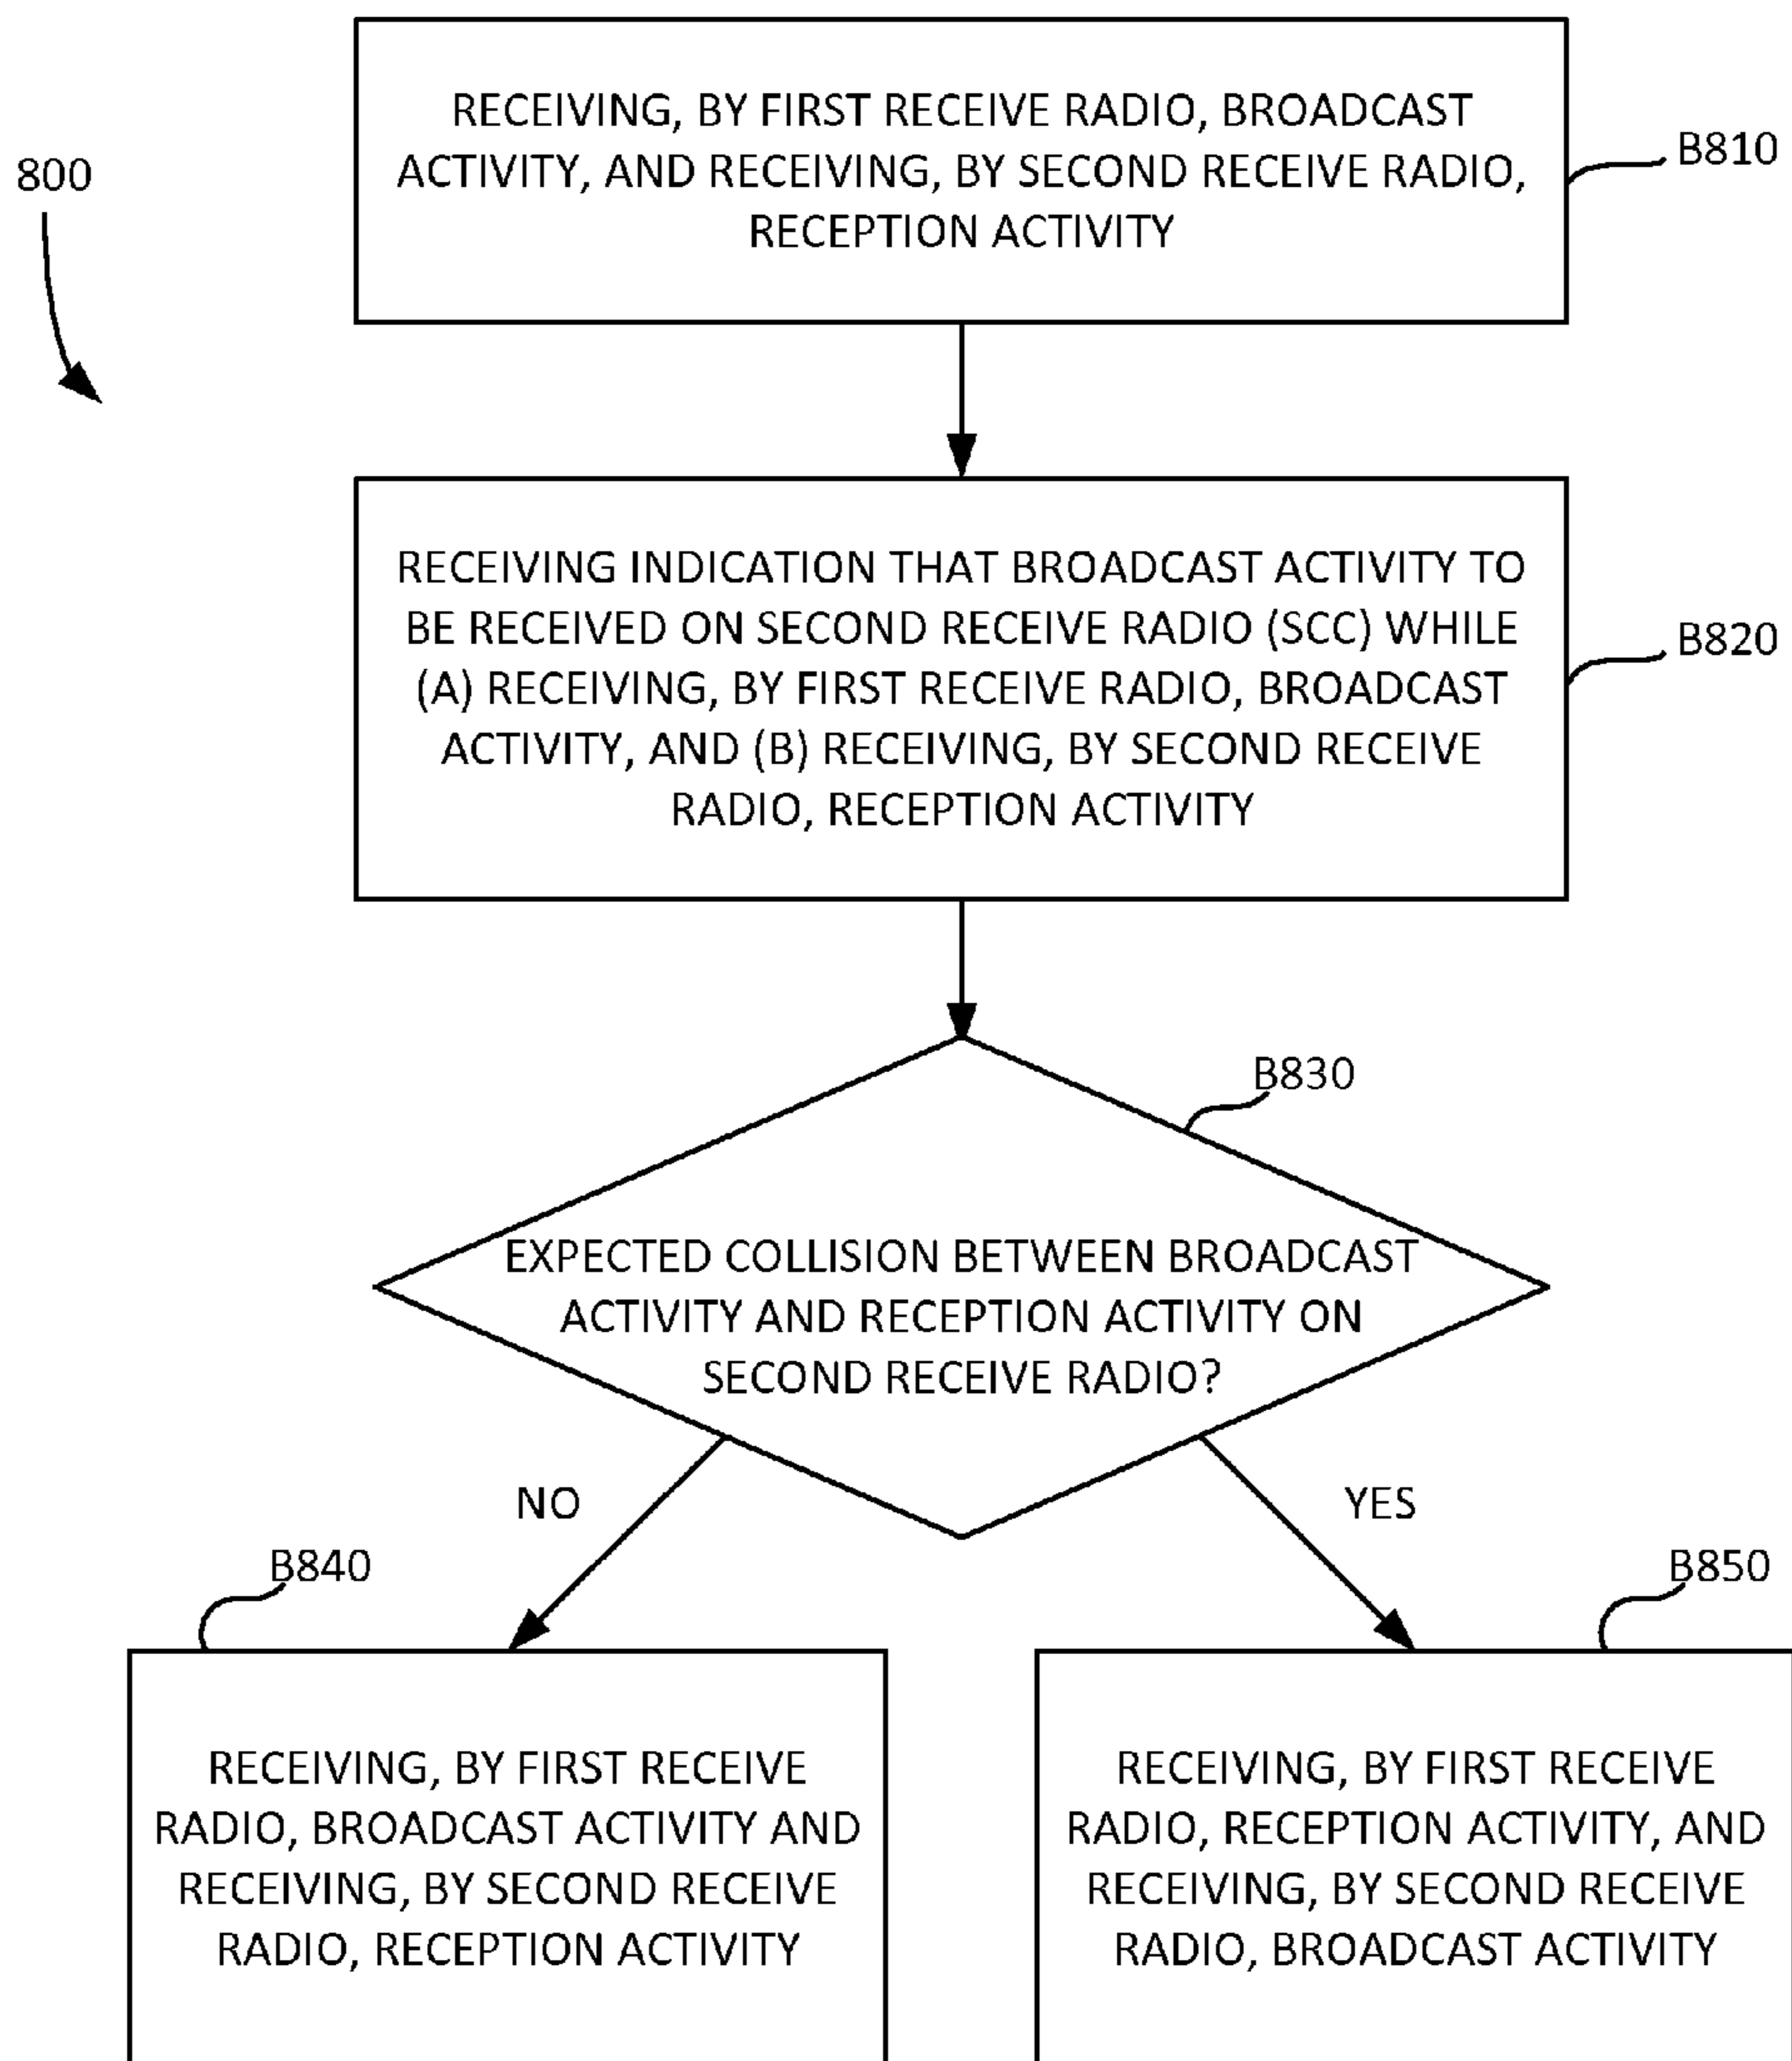 800
RECEIVING, BY FIRST RECEIVE RADIO, BROADCAST
ACTIVITY, AND RECEIVING, BY SECOND RECEIVE RADIO,
RECEPTION ACTIVITY
B810
RECEIVING INDICATION THAT BROADCAST ACTIVITY TO
BE RECEIVED ON SECOND RECEIVE RADIO (SCC) WHILE
(A) RECEIVING, BY FIRST RECEIVE RADIO, BROADCAST
ACTIVITY, AND (B) RECEIVING, BY SECOND RECEIVE
RADIO, RECEPTION ACTIVITY
B820
B830
EXPECTED COLLISION BETWEEN BROADCAST
ACTIVITY AND RECEPTION ACTIVITY ON
SECOND RECEIVE RADIO?
NO
YES
B840
RECEIVING, BY FIRST RECEIVE
RADIO, BROADCAST ACTIVITY AND
RECEIVING, BY SECOND RECEIVE
RADIO, RECEPTION ACTIVITY
B850
RECEIVING, BY FIRST RECEIVE
RADIO, RECEPTION ACTIVITY, AND
RECEIVING, BY SECOND RECEIVE
RADIO, BROADCAST ACTIVITY